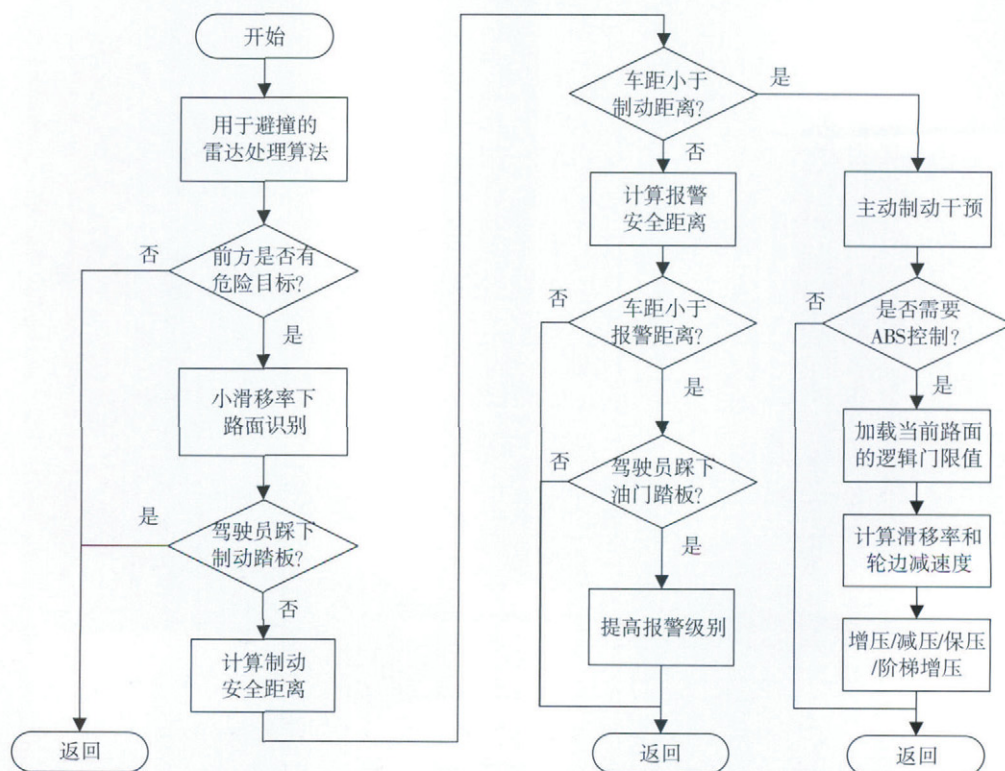 开始
用于避撞的
雷达处理算法
前方是否有
危险目标?
否
是
小滑移率下
路面识别
驾驶员踩下
制动踏板?
是
否
计算制动
安全距离
返回
车距小于
制动距离?
是
否
计算报警
安全距离
车距小于
报警距离?
否
是
驾驶员踩下
油门踏板?
否
是
提高报警级别
返回
主动制动干预
是否需要
ABS控制?
否
是
加载当前路面
的逻辑门限值
计算滑移率和
轮边减速度
增压/减压/保压
/阶梯增压
返回